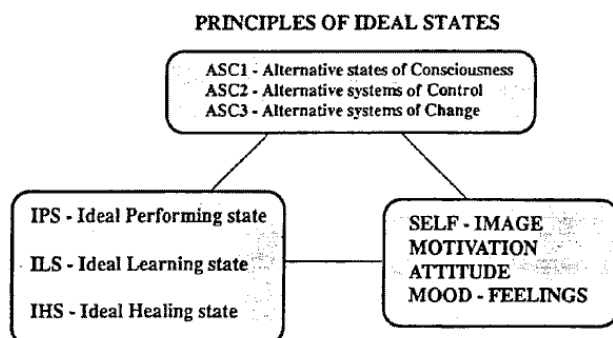 PRINCIPLES OF IDEAL STATES
ASC1 - Alternative states of Consciousness
ASC2 - Alternative systems of Control
ASC3 - Alternative systems of Change
IPS - Ideal Performing state
ILS - Ideal Learning state
IHS - Ideal Healing state
SELF - IMAGE
MOTIVATION
ATTITUDE
MOOD - FEELINGS